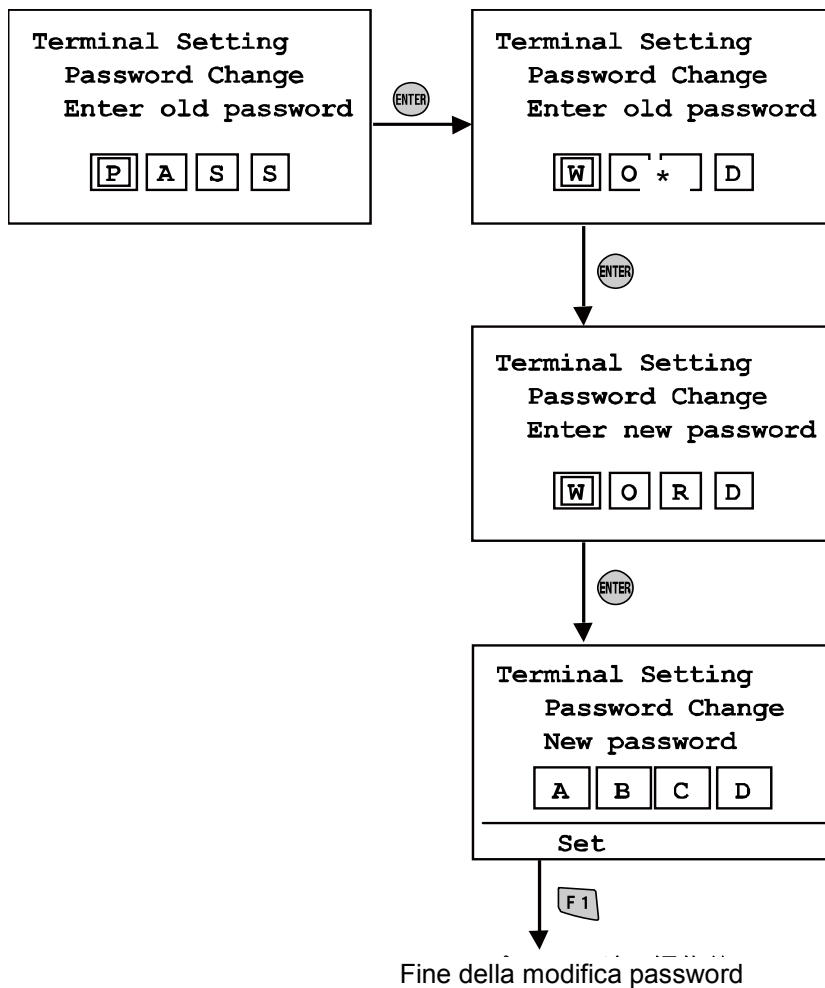 Terminal Setting
Password Change
Enter old password
P A S S
ENTER
Terminal Setting
Password Change
Enter old password
W O * D
ENTER
Terminal Setting
Password Change
Enter new password
W O R D
ENTER
Terminal Setting
Password Change
New password
A B C D
Set
F 1
Fine della modifica password